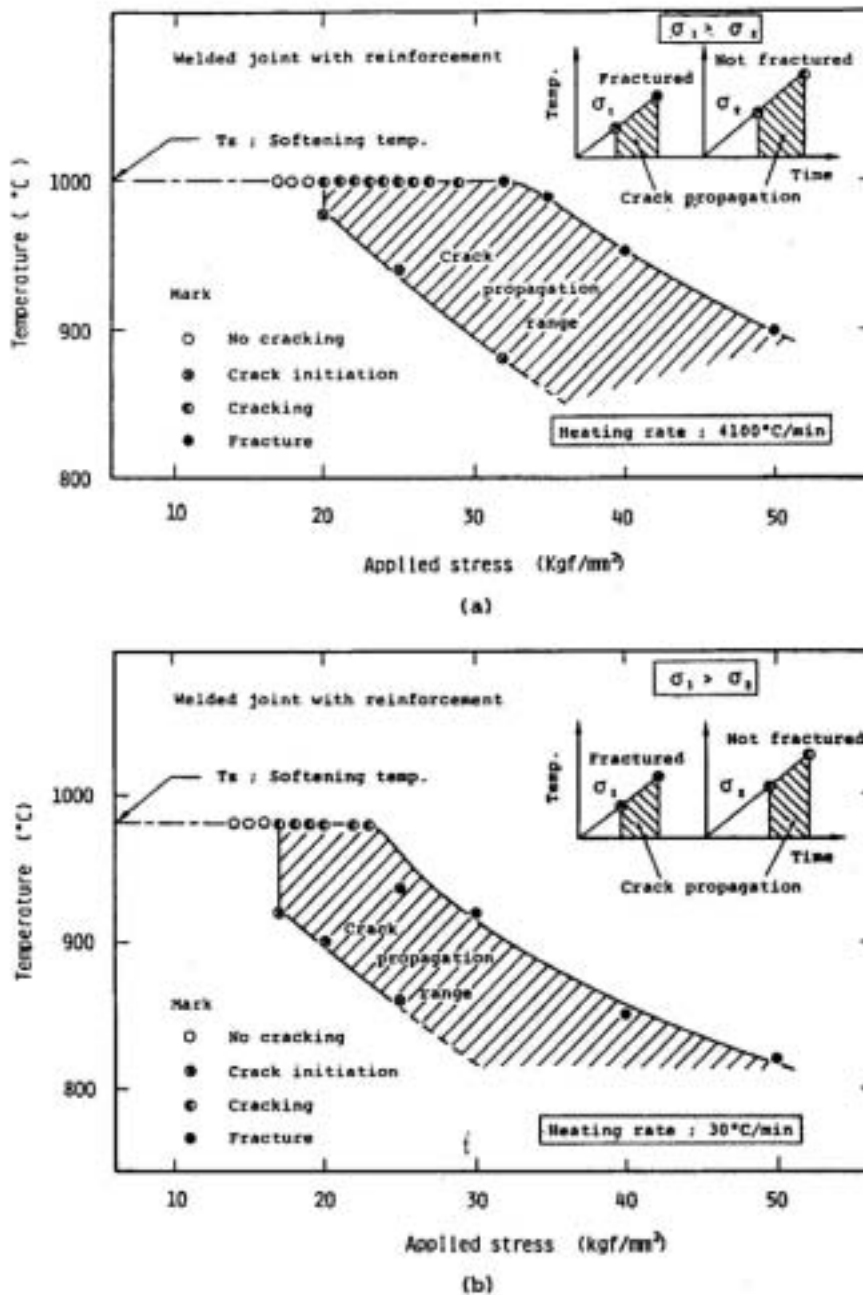 σ₁ > σ₂
Welded joint with reinforcement
Not fractured
Fractured
Temp.
σ₁
σ₂
Ts ; Softening temp.
Time
Crack propagation
1000
Crack
propagation
range
Temperature ( °C )
Mark
900
No cracking
Crack initiation
Cracking
Heating rate ; 4100°C/min
Fracture
800
10 20 30 40 50
Applied stress (Kgf/mm²)
(a)
σ₁ > σ₂
Welded joint with reinforcement
Not fractured
Fractured
Temp.
σ₁
σ₂
Ts ; Softening temp.
1000
Time
Crack propagation
Temperature (°C)
900
Crack
propagation
range
Mark
No cracking
800
Crack initiation
Cracking
Heating rate ; 30°C/min
Fracture
10 20 30 40 50
Applied stress (kgf/mm²)
(b)